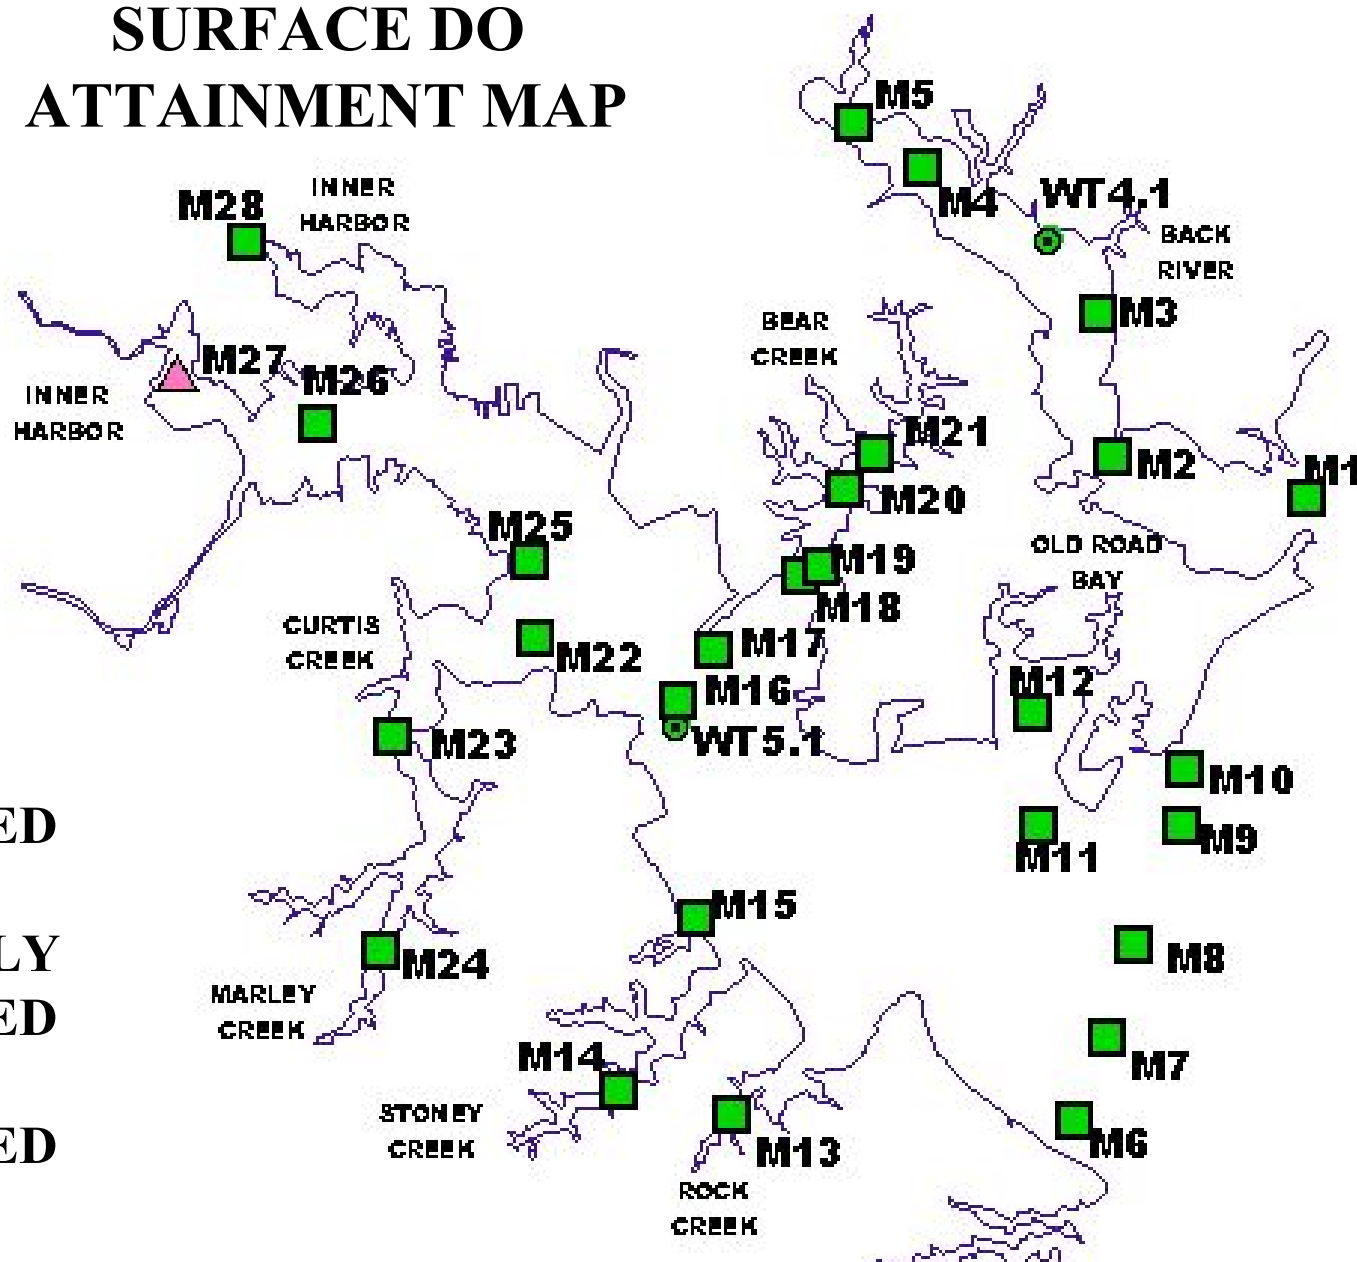 SURFACE DO
ATTAINMENT MAP
M5
M4
WT4.1
BACK
RIVER
M28
INNER
HARBOR
M3
BEAR
CREEK
M27
M26
INNER
HARBOR
M21
M2
M1
M20
M25
OLD ROAD
BAY
M19
M18
CURTIS
CREEK
M22
M17
M16
M12
WT5.1
M23
M10
ED
M11
M9
M15
LY
ED
M24
M8
MARLEY
CREEK
M14
M7
STONEY
CREEK
M13
M6
ED
ROCK
CREEK